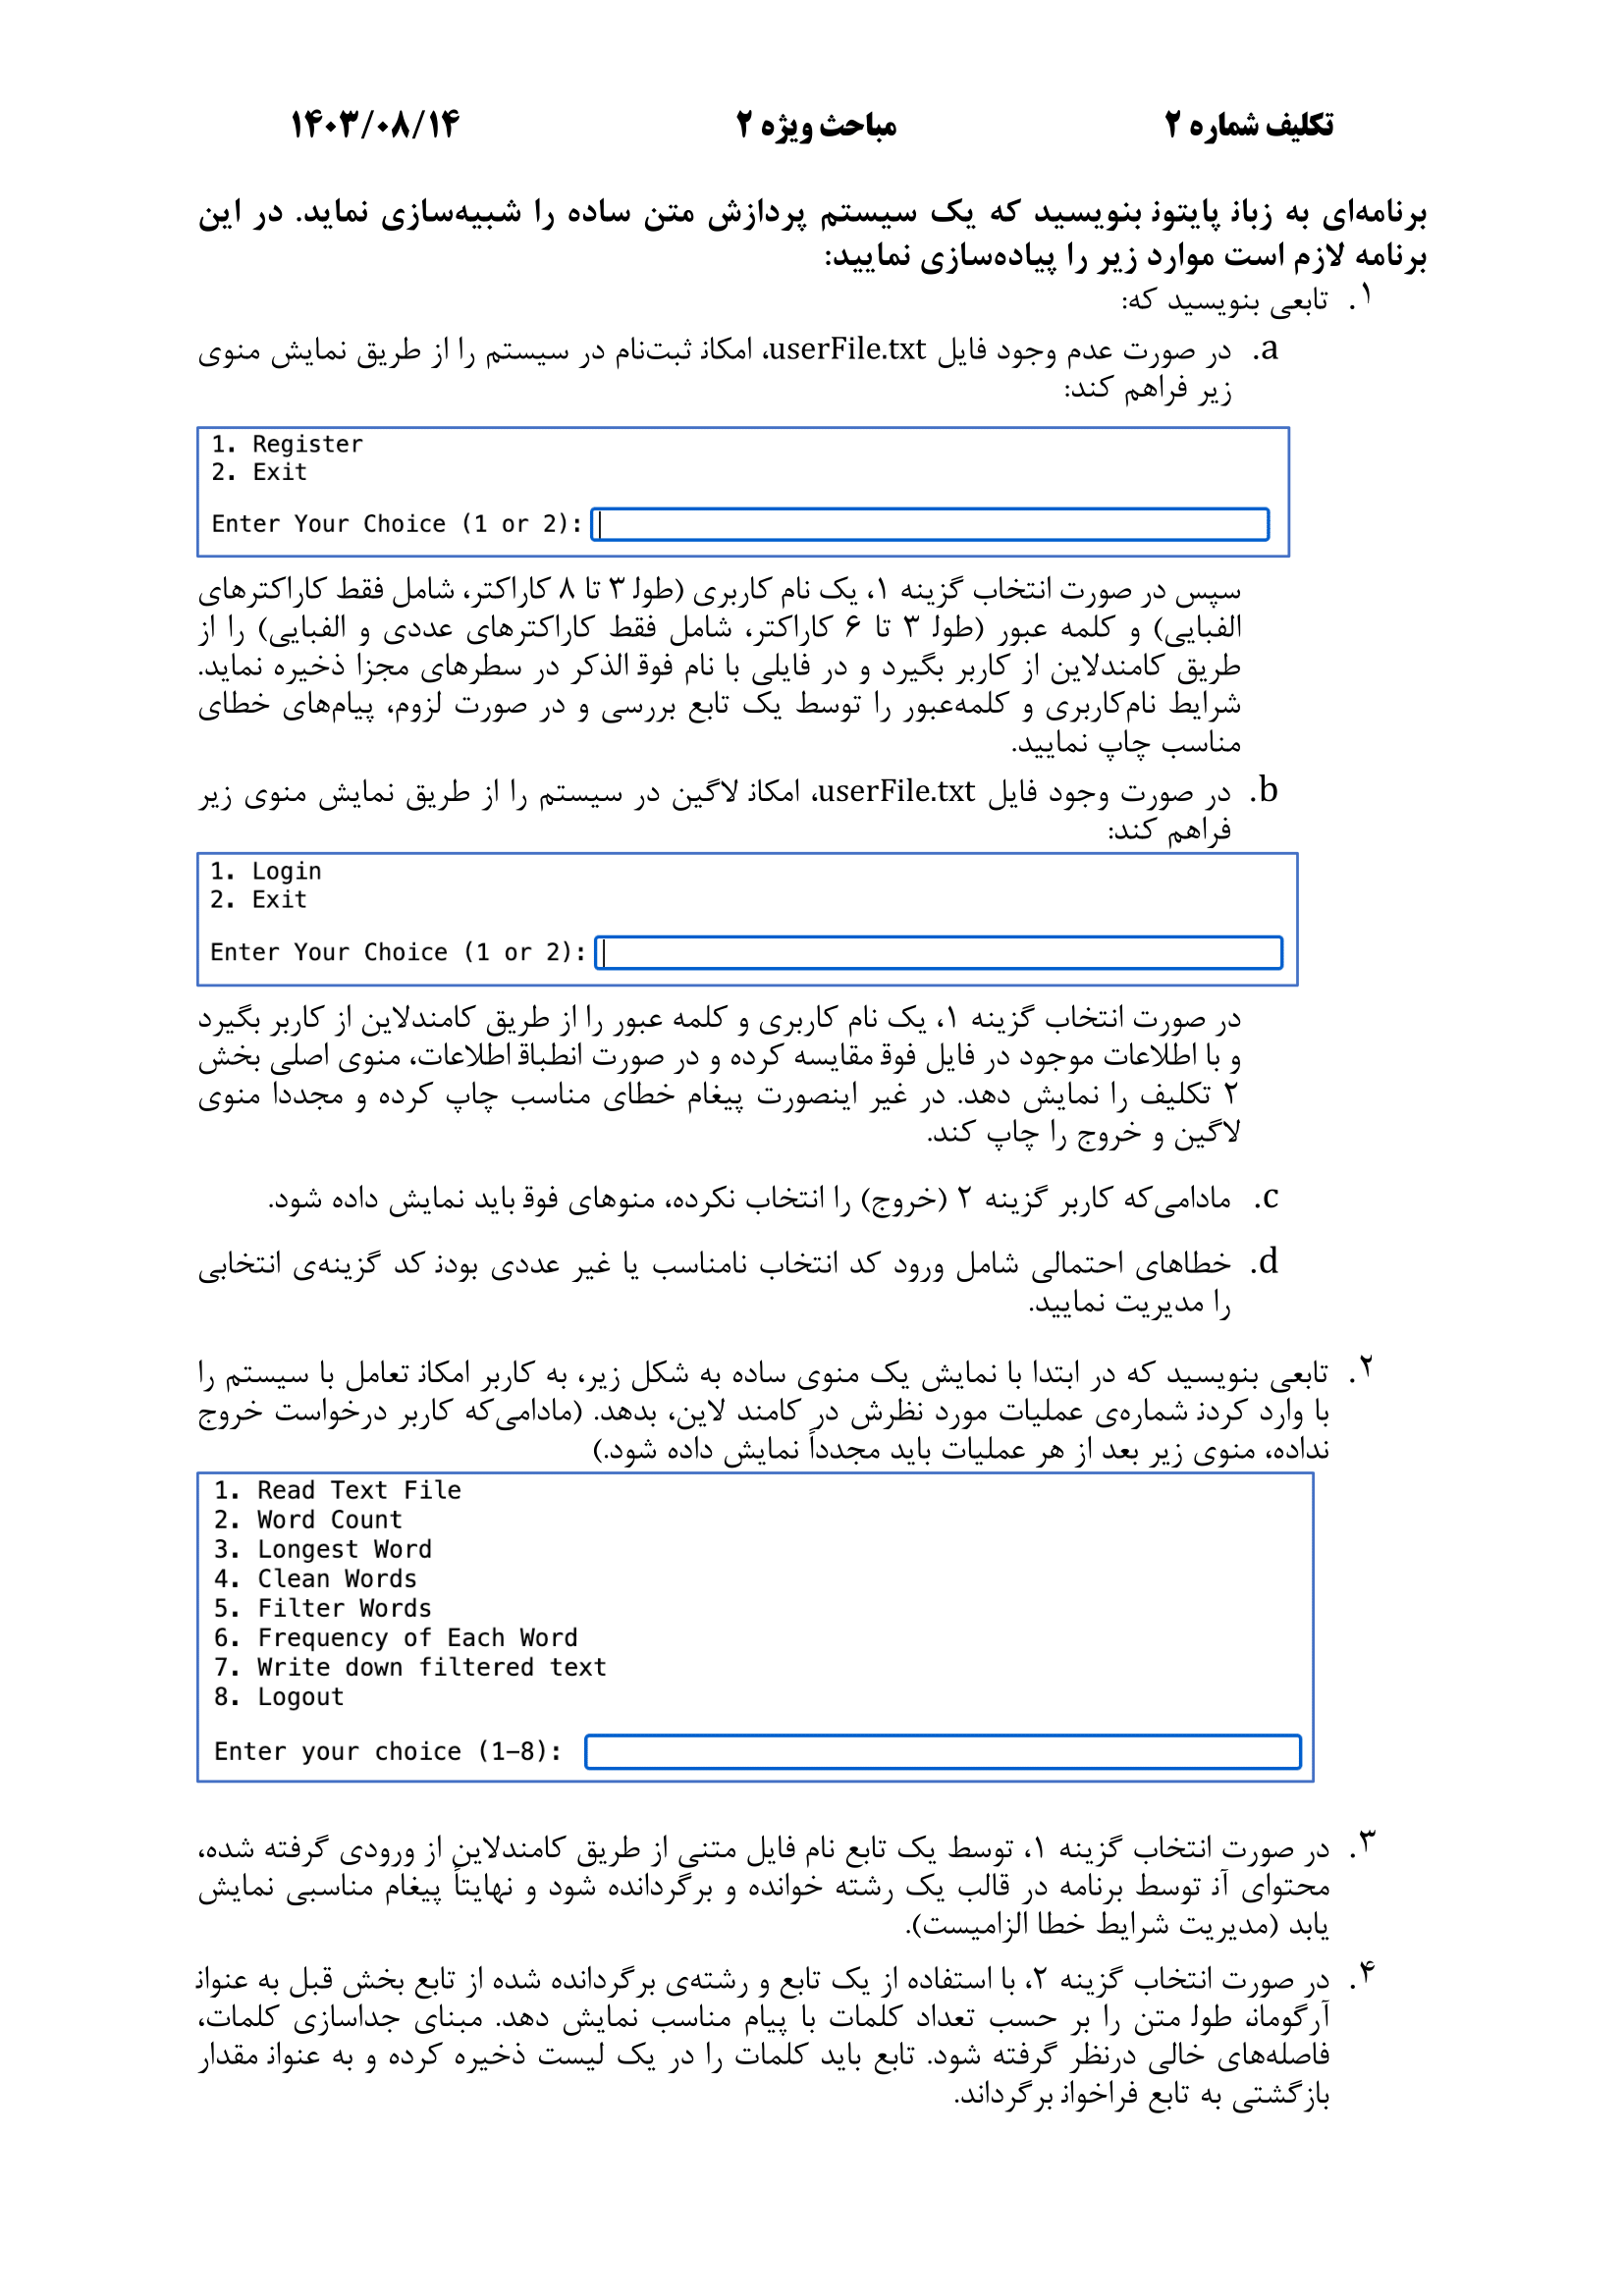 تکلیف شماره ۲ مباحث ویژه ۲ ۱۴۰۳/۰۸/۱۴
برنامه‌ای به زبان پایتون بنویسید که یک سیستم پردازش متن ساده را شبیه‌سازی نماید. در این
برنامه لازم است موارد زیر را پیاده‌سازی نمایید:
۱. تابعی بنویسید که:
a. در صورت عدم وجود فایل userFile.txt، امکان ثبت‌نام در سیستم را از طریق نمایش منوی
زیر فراهم کند:
1. Register
2. Exit
Enter Your Choice (1 or 2):
سپس در صورت انتخاب گزینه ۱، یک نام کاربری (طول ۳ تا ۸ کاراکتر، شامل فقط کاراکترهای
الفبایی) و کلمه عبور (طول ۳ تا ۶ کاراکتر، شامل فقط کاراکترهای عددی و الفبایی) را از
طریق کامندلاین از کاربر بگیرد و در فایلی با نام فوق الذکر در سطرهای مجزا ذخیره نماید.
شرایط نام‌کاربری و کلمه‌عبور را توسط یک تابع بررسی و در صورت لزوم، پیام‌های خطای
مناسب چاپ نمایید.
b. در صورت وجود فایل userFile.txt، امکان لاگین در سیستم را از طریق نمایش منوی زیر
فراهم کند:
1. Login
2. Exit
Enter Your Choice (1 or 2):
در صورت انتخاب گزینه ۱، یک نام کاربری و کلمه عبور را از طریق کامندلاین از کاربر بگیرد
و با اطلاعات موجود در فایل فوق مقایسه کرده و در صورت انطباق اطلاعات، منوی اصلی بخش
۲ تکلیف را نمایش دهد. در غیر اینصورت پیغام خطای مناسب چاپ کرده و مجددا منوی
لاگین و خروج را چاپ کند.
c. مادامی‌که کاربر گزینه ۲ (خروج) را انتخاب نکرده، منوهای فوق باید نمایش داده شود.
d. خطاهای احتمالی شامل ورود کد انتخاب نامناسب یا غیر عددی بودن کد گزینه‌ی انتخابی
را مدیریت نمایید.
۲. تابعی بنویسید که در ابتدا با نمایش یک منوی ساده به شکل زیر، به کاربر امکان تعامل با سیستم را
با وارد کردن شماره‌ی عملیات مورد نظرش در کامند لاین، بدهد. (مادامی‌که کاربر درخواست خروج
نداده، منوی زیر بعد از هر عملیات باید مجدداً نمایش داده شود.)
1. Read Text File
2. Word Count
3. Longest Word
4. Clean Words
5. Filter Words
6. Frequency of Each Word
7. Write down filtered text
8. Logout
Enter your choice (1–8):
۳. در صورت انتخاب گزینه ۱، توسط یک تابع نام فایل متنی از طریق کامندلاین از ورودی گرفته شده،
محتوای آن توسط برنامه در قالب یک رشته خوانده و برگردانده شود و نهایتاً پیغام مناسبی نمایش
یابد (مدیریت شرایط خطا الزامیست).
۴. در صورت انتخاب گزینه ۲، با استفاده از یک تابع و رشته‌ی برگردانده شده از تابع بخش قبل به عنوان
آرگومان، طول متن را بر حسب تعداد کلمات با پیام مناسب نمایش دهد. مبنای جداسازی کلمات،
فاصله‌های خالی درنظر گرفته شود. تابع باید کلمات را در یک لیست ذخیره کرده و به عنوان مقدار
بازگشتی به تابع فراخوان برگرداند.